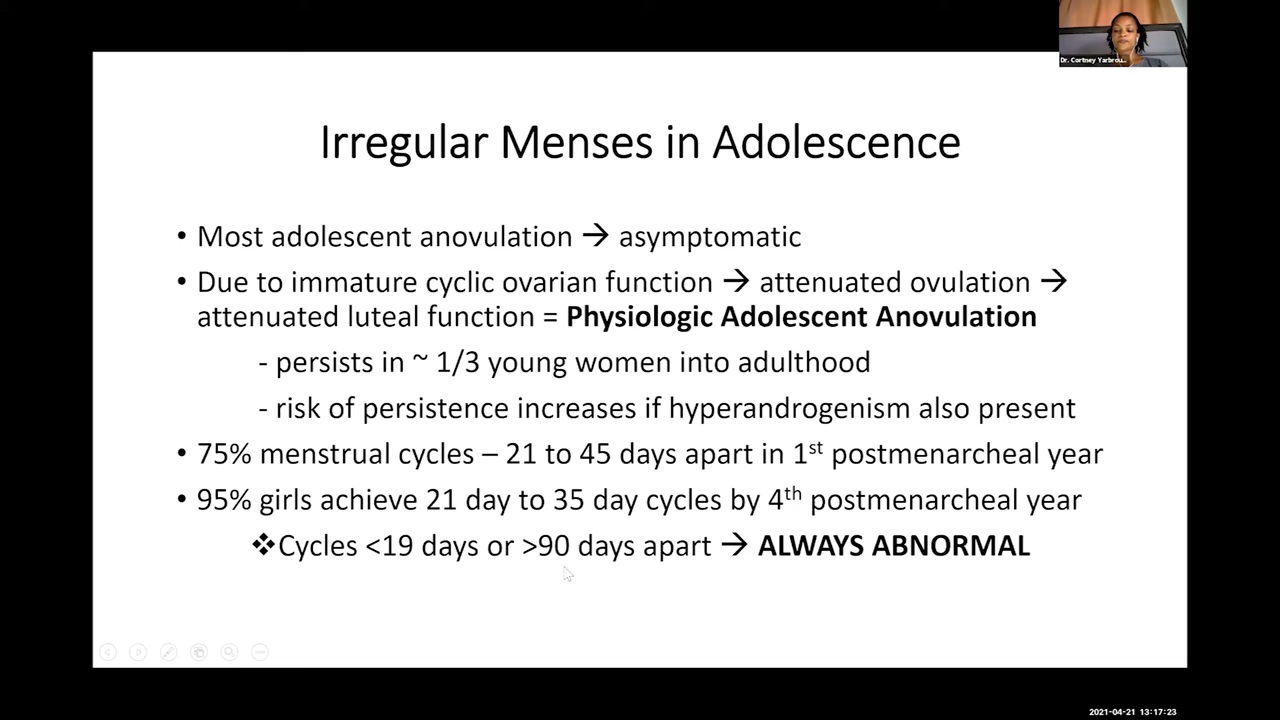 Dr. Cortney Yarbrou...
Irregular Menses in Adolescence
• Most adolescent anovulation → asymptomatic
• Due to immature cyclic ovarian function → attenuated ovulation →
attenuated luteal function = Physiologic Adolescent Anovulation
- persists in ~ 1/3 young women into adulthood
- risk of persistence increases if hyperandrogenism also present
• 75% menstrual cycles – 21 to 45 days apart in 1st postmenarcheal year
• 95% girls achieve 21 day to 35 day cycles by 4th postmenarcheal year
❖Cycles <19 days or >90 days apart → ALWAYS ABNORMAL
2021-04-21 13:17:23